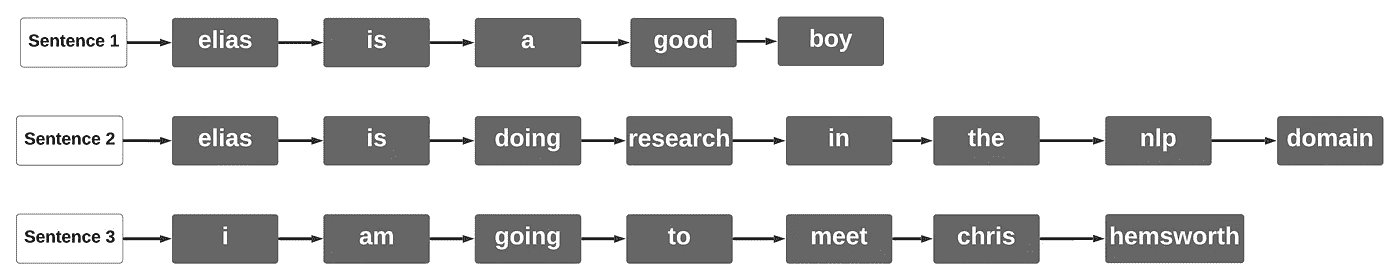 Sentence 1 elias is a good boy
Sentence 2 elias is doing research in the nlp domain
Sentence 3 i am going to meet chris hemsworth